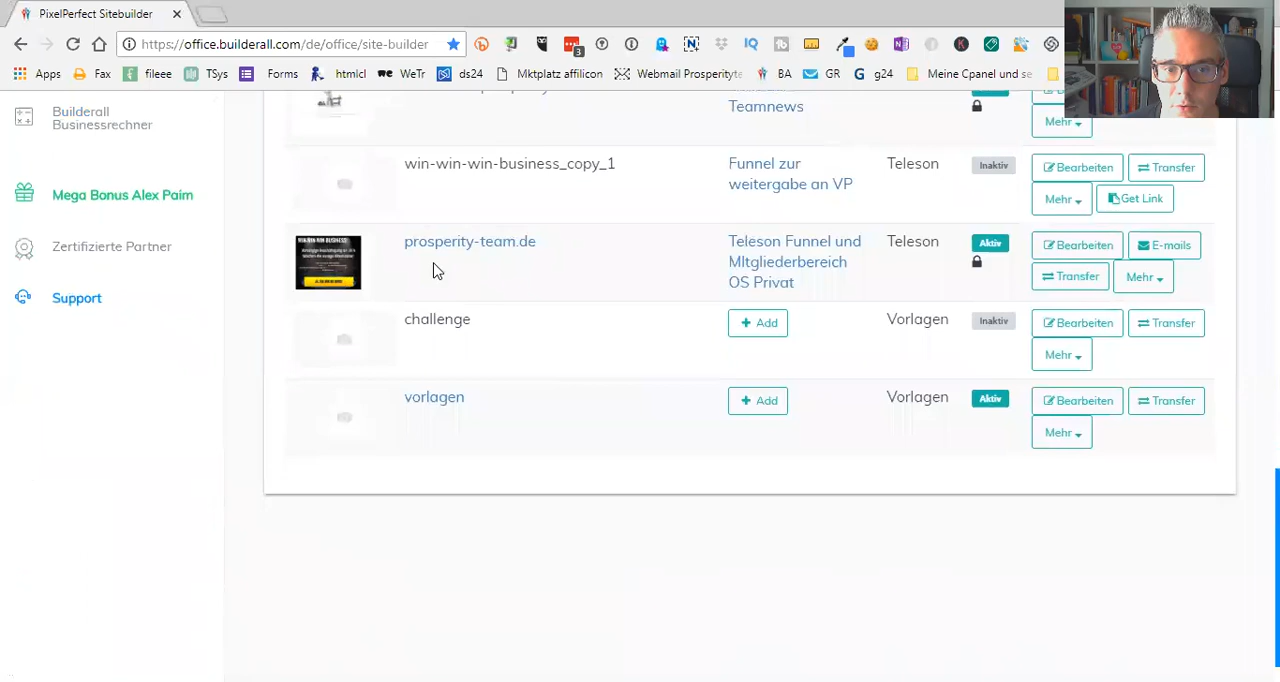 PixelPerfect Sitebuilder
https://office.builderall.com/de/office/site-builder
3
IQ
Apps
Fax
fileee
TSys
Forms
htmlcl
WeTr
ds24
Mktplatz affilicon
Webmail Prosperityte
BA
GR
g24
Meine Cpanel und se
Builderall
Businessrechner
Mega Bonus Alex Paim
Zertifizierte Partner
Support
Teamnews
Mehr
win-win-win-business_copy_1
Funnel zur
weitergabe an VP
Teleson
Inaktiv
Bearbeiten
Transfer
Mehr
Get Link
prosperity-team.de
Teleson Funnel und
MItgliederbereich
OS Privat
Teleson
Aktiv
Bearbeiten
E-mails
Transfer
Mehr
challenge
+ Add
Vorlagen
Inaktiv
Bearbeiten
Transfer
Mehr
vorlagen
+ Add
Vorlagen
Aktiv
Bearbeiten
Transfer
Mehr